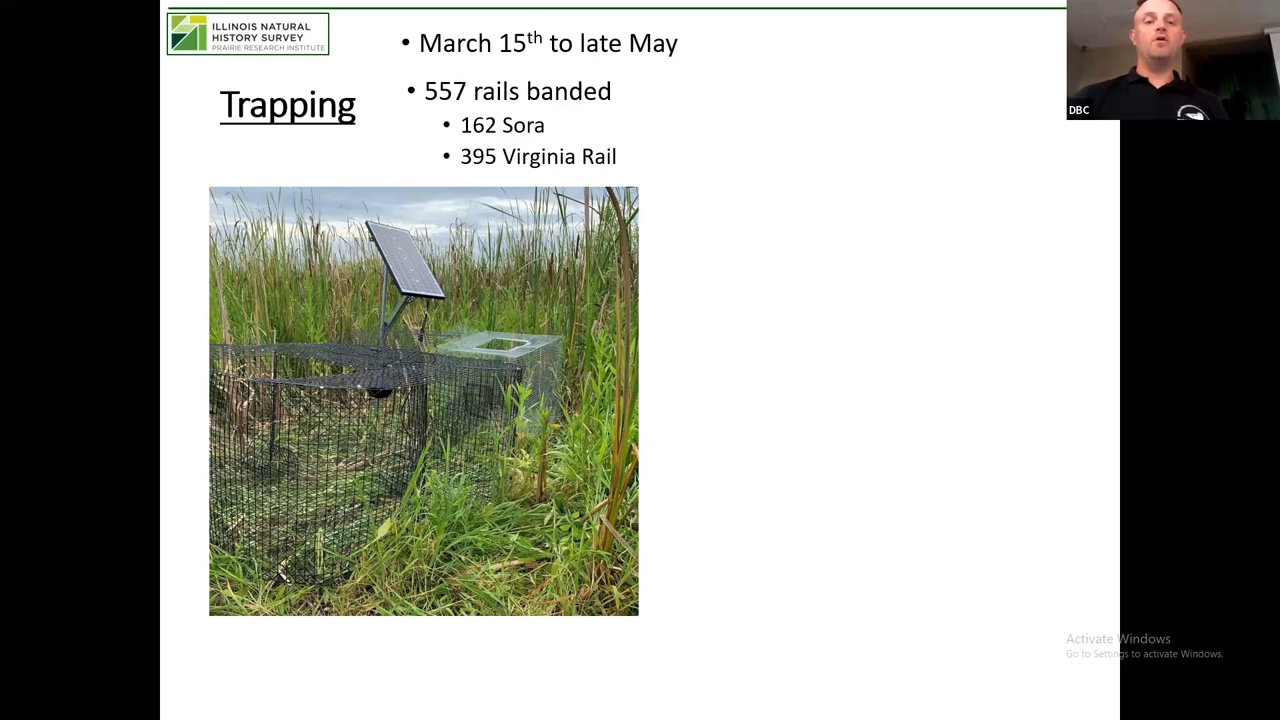 ILLINOIS NATURAL
HISTORY SURVEY
PRAIRIE RESEARCH INSTITUTE
Trapping
• March 15th to late May
• 557 rails banded
• 162 Sora
• 395 Virginia Rail
DBC
Activate Windows
Go to Settings to activate Windows.